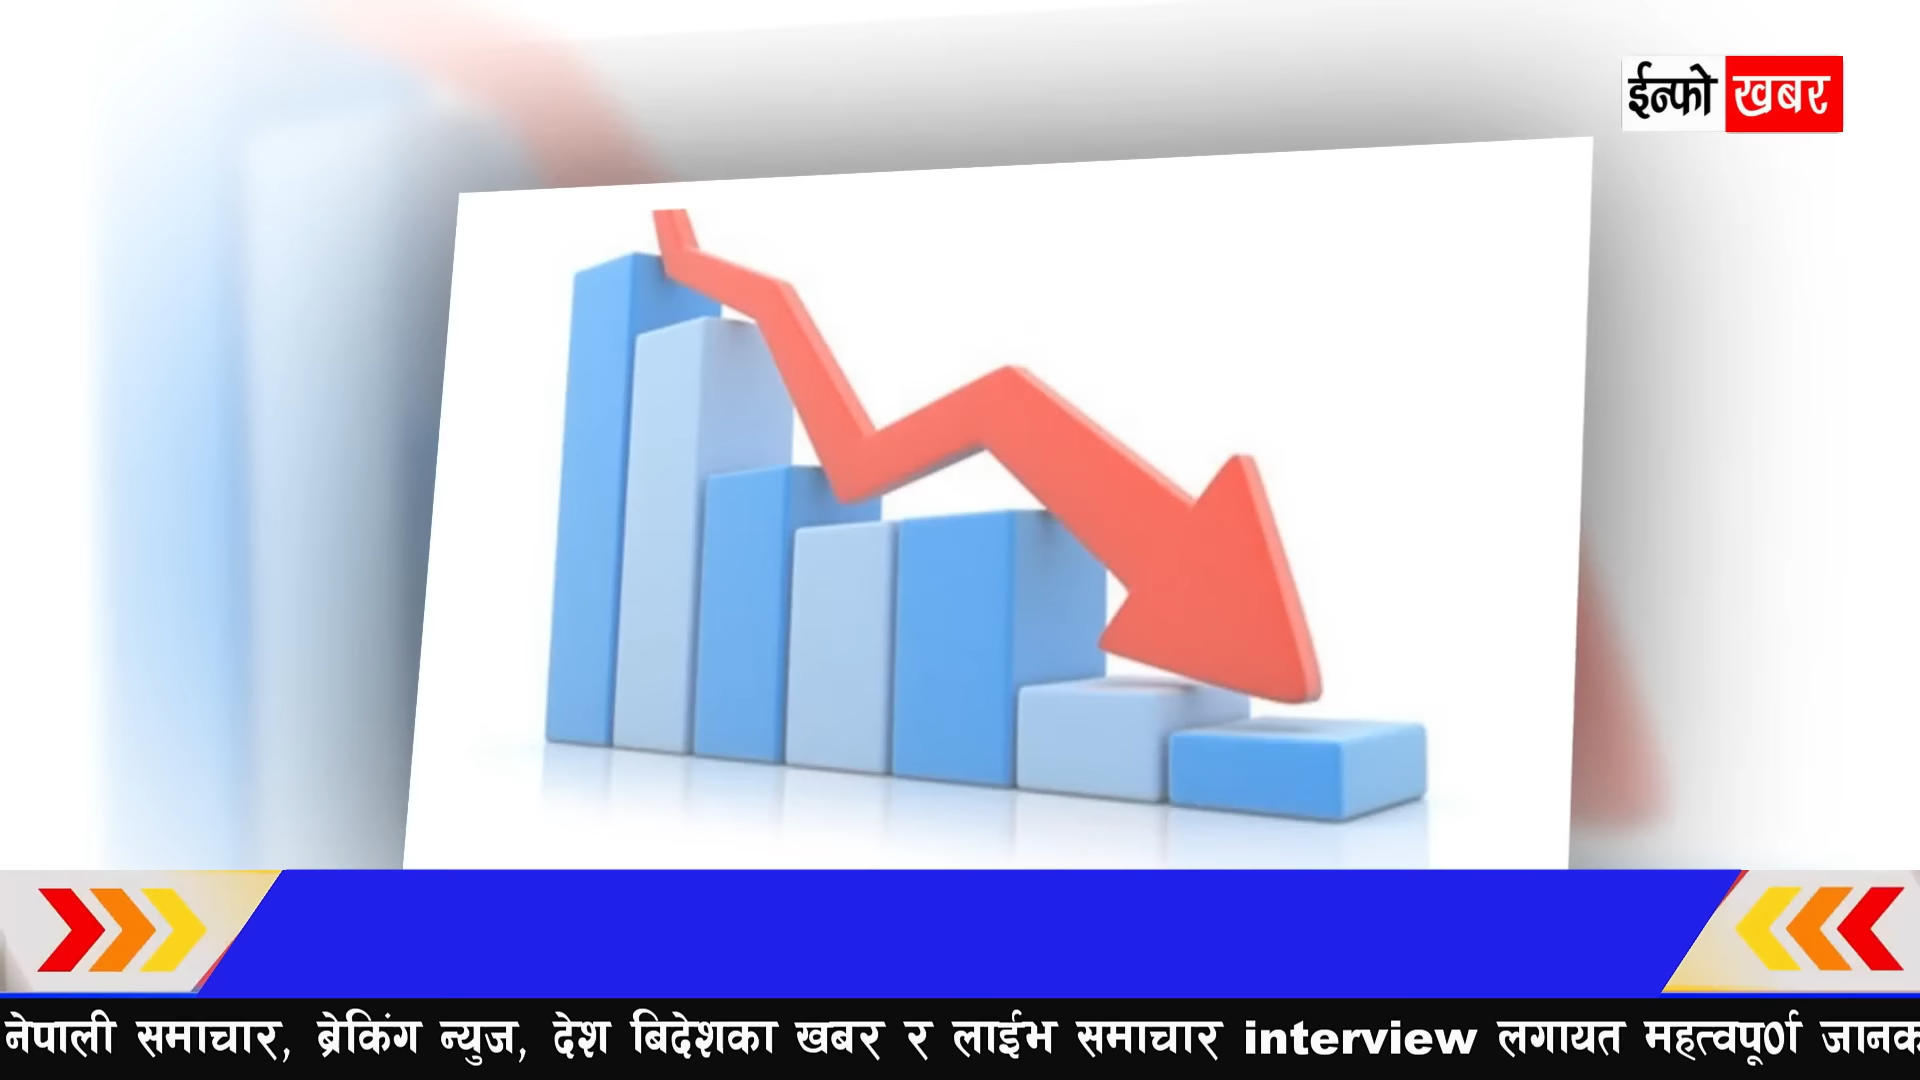 ईन्फो खबर
नेपाली समाचार, ब्रेकिंग न्युज, देश बिदेशका खबर र लाईभ समाचार interview लगायत महत्वपूर्ण